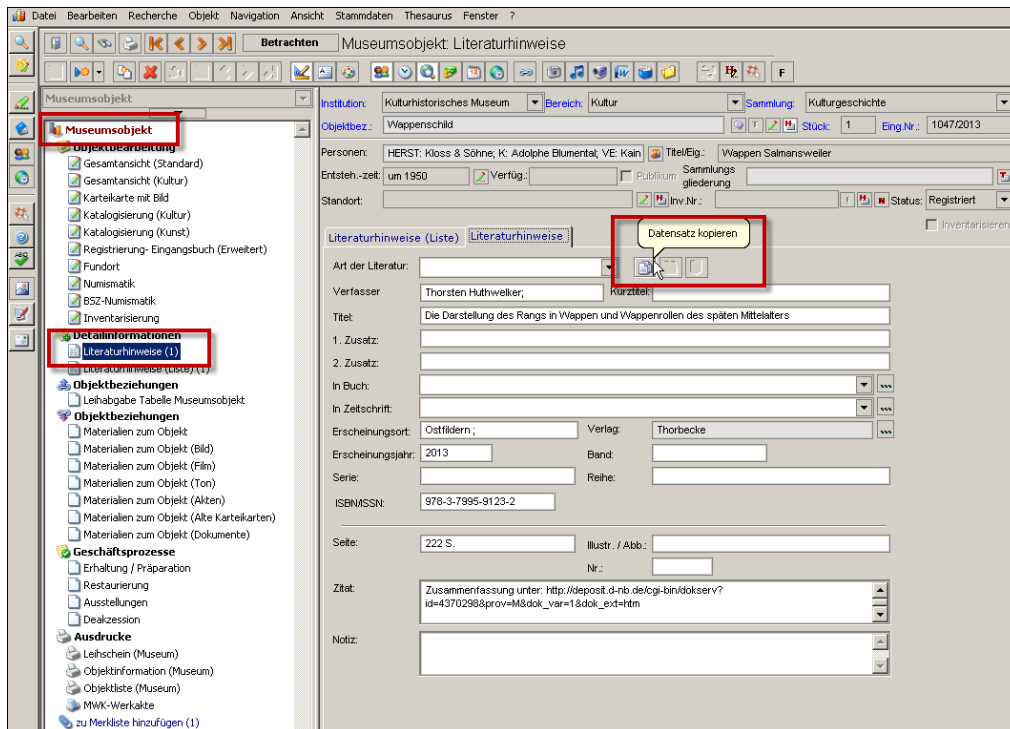 Datei Bearbeiten Recherche Objekt Navigation Ansicht Stammdaten Thesaurus Fenster ?
Betrachten Museumsobjekt: Literaturhinweise
F
Museumsobjekt
Museumsobjekt
Objektbearbeitung
Gesamtansicht (Standard)
Gesamtansicht (Kultur)
Karteikarte mit Bild
Katalogisierung (Kultur)
Katalogisierung (Kunst)
Registrierung- Eingangsbuch (Erweitert)
Fundort
Numismatik
BSZ-Numismatik
Inventarisierung
Detailinformationen
Literaturhinweise (1)
Literaturhinweise (Liste) (1)
Objektbeziehungen
Leihabgabe Tabelle Museumsobjekt
Objektbeziehungen
Materialien zum Objekt
Materialien zum Objekt (Bild)
Materialien zum Objekt (Film)
Materialien zum Objekt (Ton)
Materialien zum Objekt (Akten)
Materialien zum Objekt (Alte Karteikarten)
Materialien zum Objekt (Dokumente)
Geschäftsprozesse
Erhaltung / Präparation
Restaurierung
Ausstellungen
Deakzession
Ausdrucke
Leihschein (Museum)
Objektinformation (Museum)
Objektliste (Museum)
MWK-Werkakte
zu Merkliste hinzufügen (1)
Institution: Kulturhistorisches Museum Bereich: Kultur Sammlung: Kulturgeschichte
Objektbez.: Wappenschild T Stück: 1 Eing.Nr.: 1047/2013
Personen: HERST: Kloss & Söhne; K: Adolphe Blumental; VE: Kain Titel/Eig.: Wappen Salmansweiler
Entsteh.-zeit: um 1950 Verfüg.: Publikum Sammlungs gliederung
Standort: Inv.Nr.: Status: Registriert
Inventarisieren
Literaturhinweise (Liste) Literaturhinweise Datensatz kopieren
Art der Literatur:
Verfasser Thorsten Huthwelker; Kurztitel:
Titel: Die Darstellung des Rangs in Wappen und Wappenrollen des späten Mittelalters
1. Zusatz:
2. Zusatz:
In Buch:
In Zeitschrift:
Erscheinungsort: Ostfildern ; Verlag: Thorbecke
Erscheinungsjahr: 2013 Band:
Serie: Reihe:
ISBN/ISSN: 978-3-7995-9123-2
Seite: 222 S. Illustr. / Abb.:
Nr.:
Zitat: Zusammenfassung unter: http://deposit.d-nb.de/cgi-bin/dokserv?
id=4370298&prov=M&dok_var=1&dok_ext=htm
Notiz: